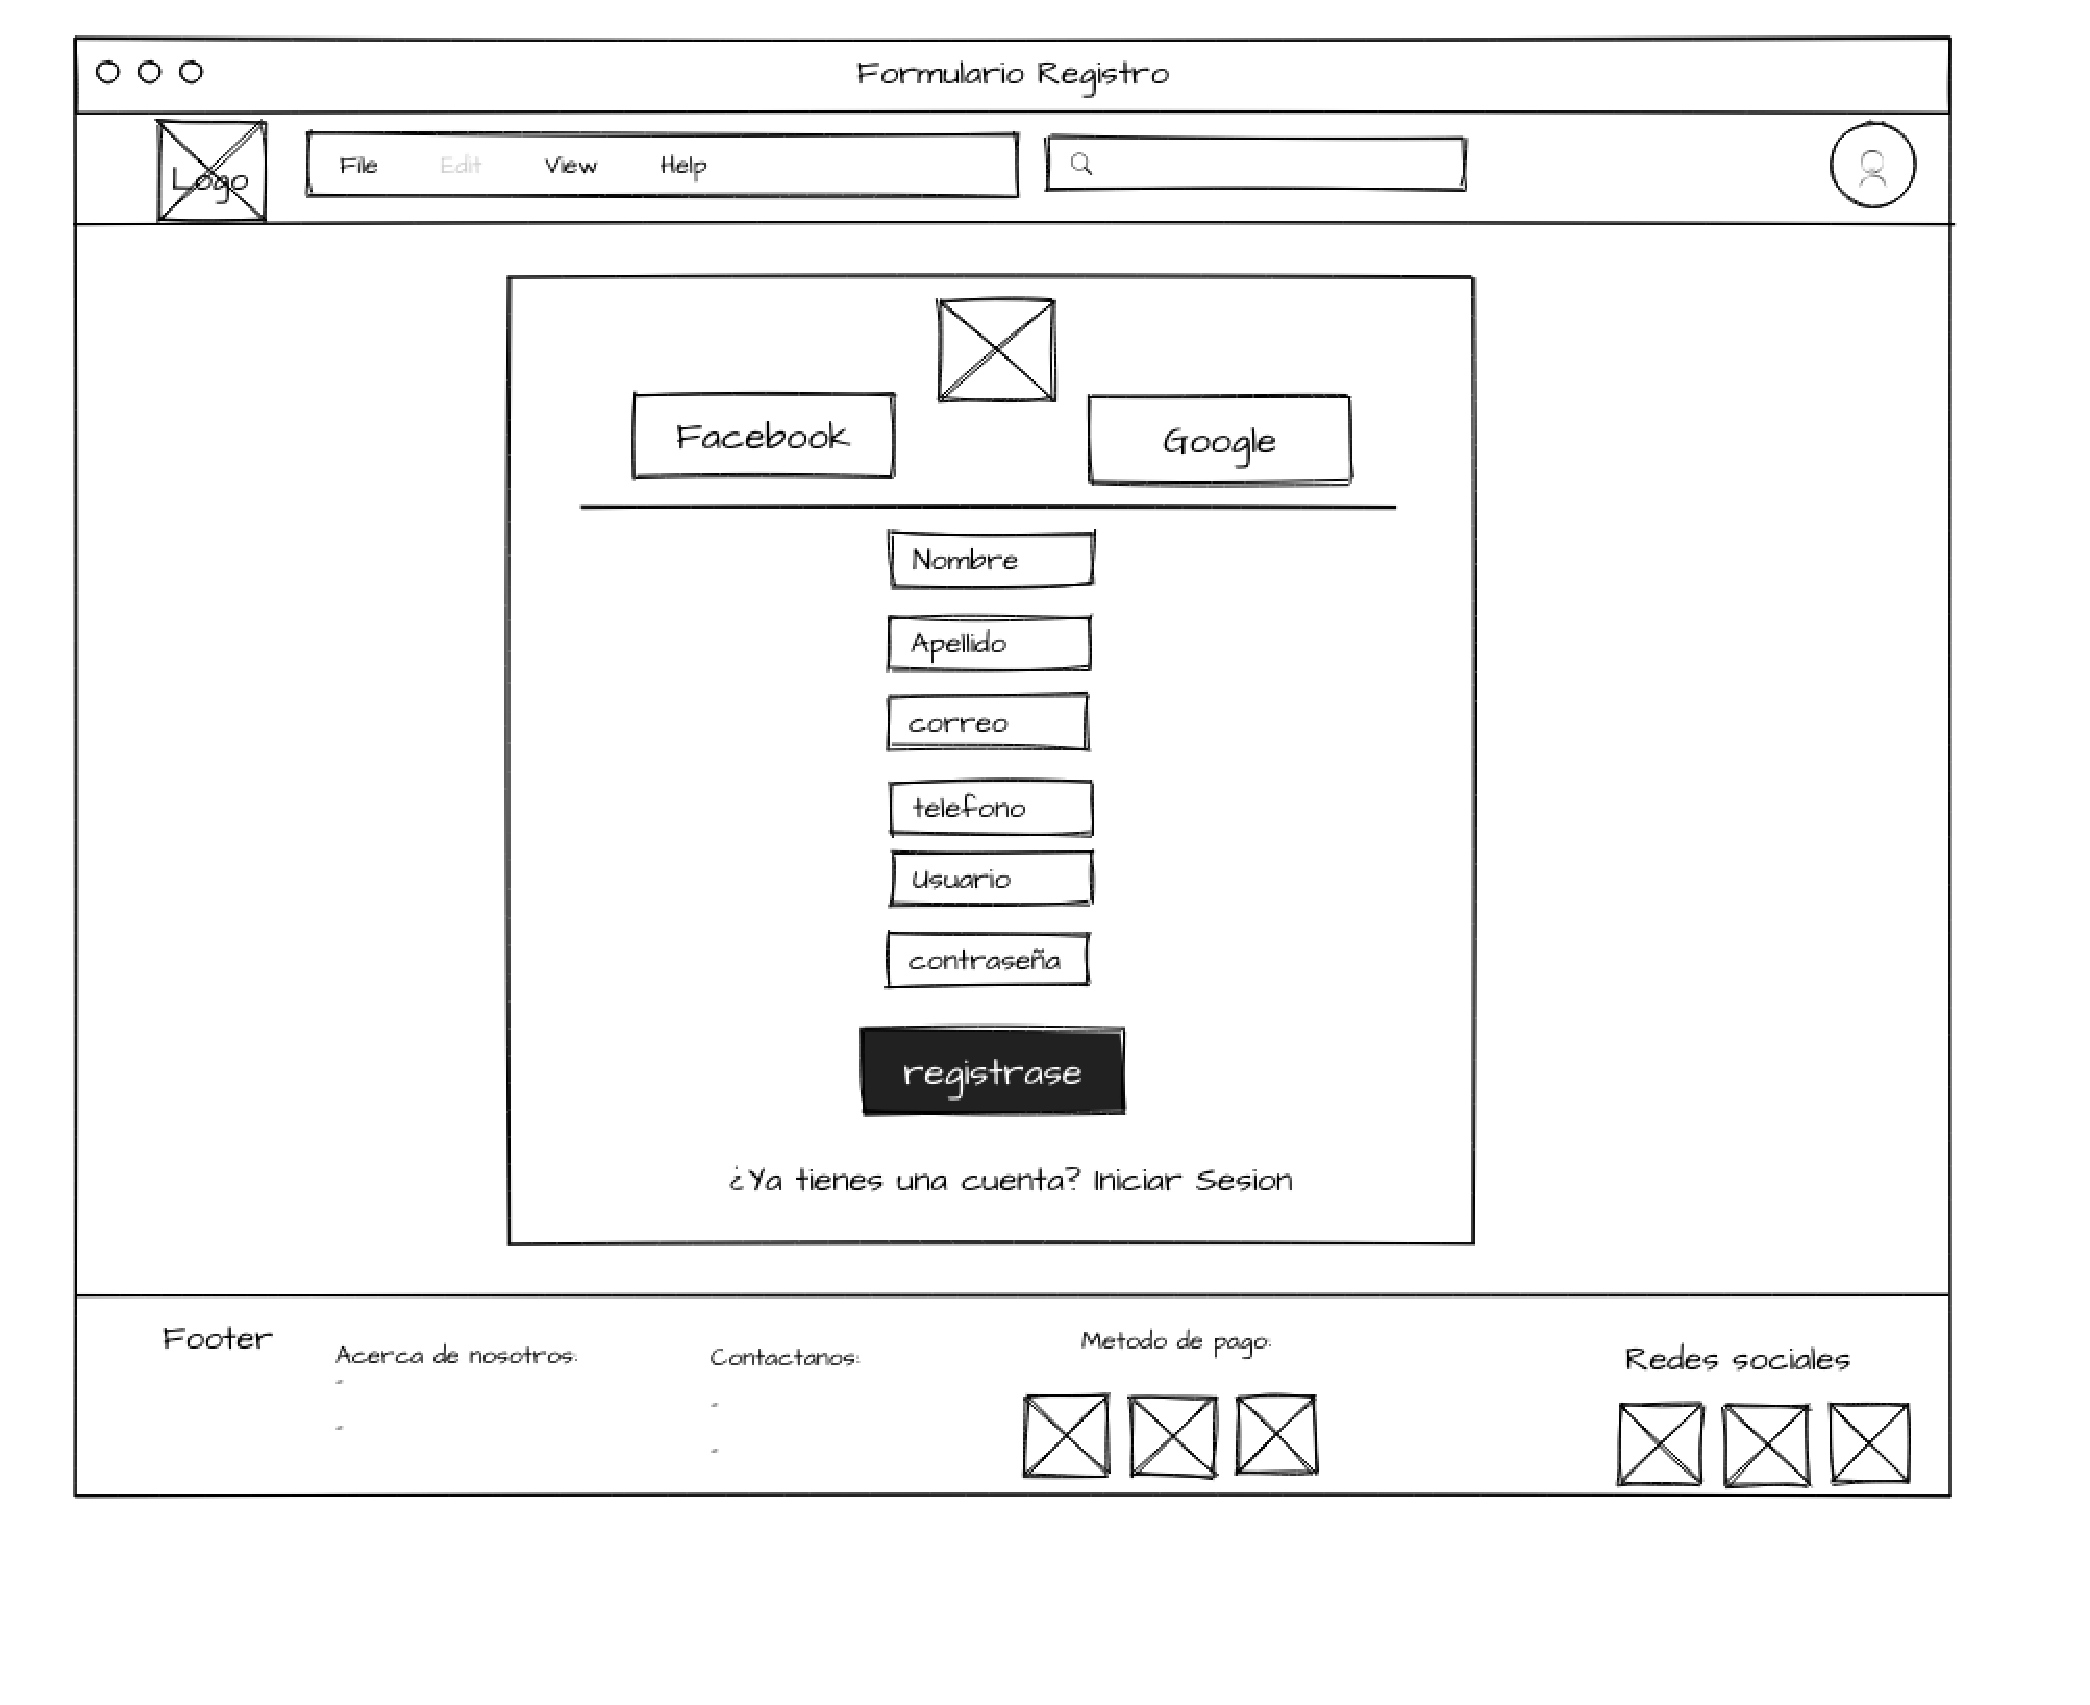 Formulario Registro
Logo
File Edit View Help
Facebook
Google
Nombre
Apellido
correo
telefono
Usuario
contraseña
registrase
¿Ya tienes una cuenta? Iniciar Sesion
Footer
Acerca de nosotros:
-
-
Contactanos:
-
-
Metodo de pago:
Redes sociales